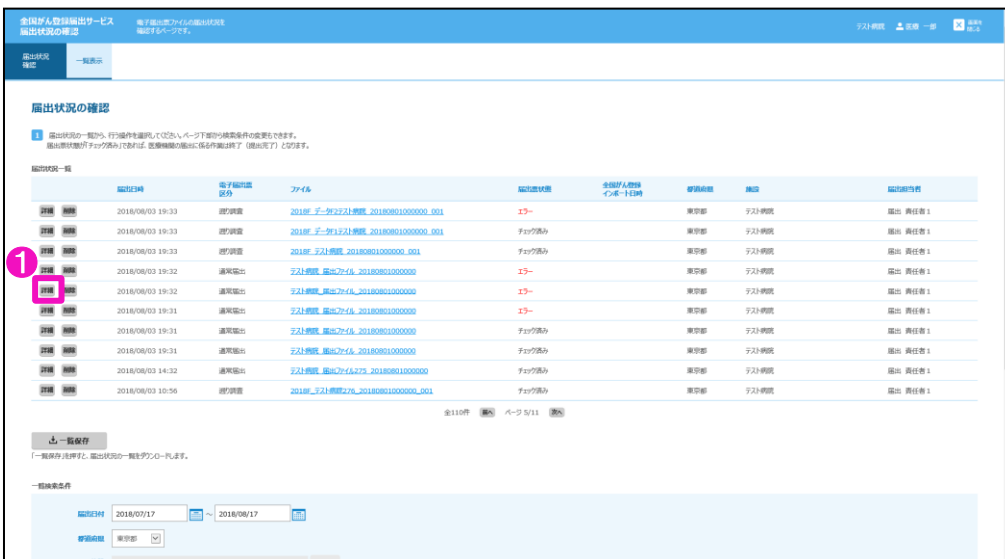 全国がん登録届出サービス
届出状況の確認
電子届出票ファイルの届出状況を
確認するページです。
テスト病院 医療 一郎
画面を
閉じる
届出状況
確認
一覧表示
届出状況の確認
届出状況の一覧から、行う操作を選択してください。ページ下部から検索条件の変更もできます。
届出票状態が「チェック済み」であれば、医療機関の届出に係る作業は終了(提出完了)となります。
届出状況一覧
届出日時 電子届出票区分 ファイル 届出票状態 全国がん登録インポート日時 都道府県 施設 届出担当者
詳細 削除 2018/08/03 19:33 遡り調査 2018F_データF2テスト病院_20180801000000_001 エラー 東京都 テスト病院 届出 責任者1
詳細 削除 2018/08/03 19:33 遡り調査 2018F_データF1テスト病院_20180801000000_001 チェック済み 東京都 テスト病院 届出 責任者1
詳細 削除 2018/08/03 19:33 遡り調査 2018F_テスト病院_20180801000000_001 チェック済み 東京都 テスト病院 届出 責任者1
1
詳細 削除 2018/08/03 19:32 通常届出 テスト病院_届出ファイル_20180801000000 エラー 東京都 テスト病院 届出 責任者1
詳細 削除 2018/08/03 19:32 通常届出 テスト病院_届出ファイル_20180801000000 エラー 東京都 テスト病院 届出 責任者1
詳細 削除 2018/08/03 19:31 通常届出 テスト病院_届出ファイル_20180801000000 エラー 東京都 テスト病院 届出 責任者1
詳細 削除 2018/08/03 19:31 通常届出 テスト病院_届出ファイル_20180801000000 チェック済み 東京都 テスト病院 届出 責任者1
詳細 削除 2018/08/03 19:31 通常届出 テスト病院_届出ファイル_20180801000000 チェック済み 東京都 テスト病院 届出 責任者1
詳細 削除 2018/08/03 14:32 通常届出 テスト病院_届出ファイル275_20180801000000 チェック済み 東京都 テスト病院 届出 責任者1
詳細 削除 2018/08/03 10:56 遡り調査 2018F_テスト病院276_20180801000000_001 チェック済み 東京都 テスト病院 届出 責任者1
全110件 前へ ページ 5/11 次へ
一覧保存
「一覧保存」を押すと、届出状況の一覧をダウンロードします。
一覧検索条件
届出日付 2018/07/17 ~ 2018/08/17
都道府県 東京都